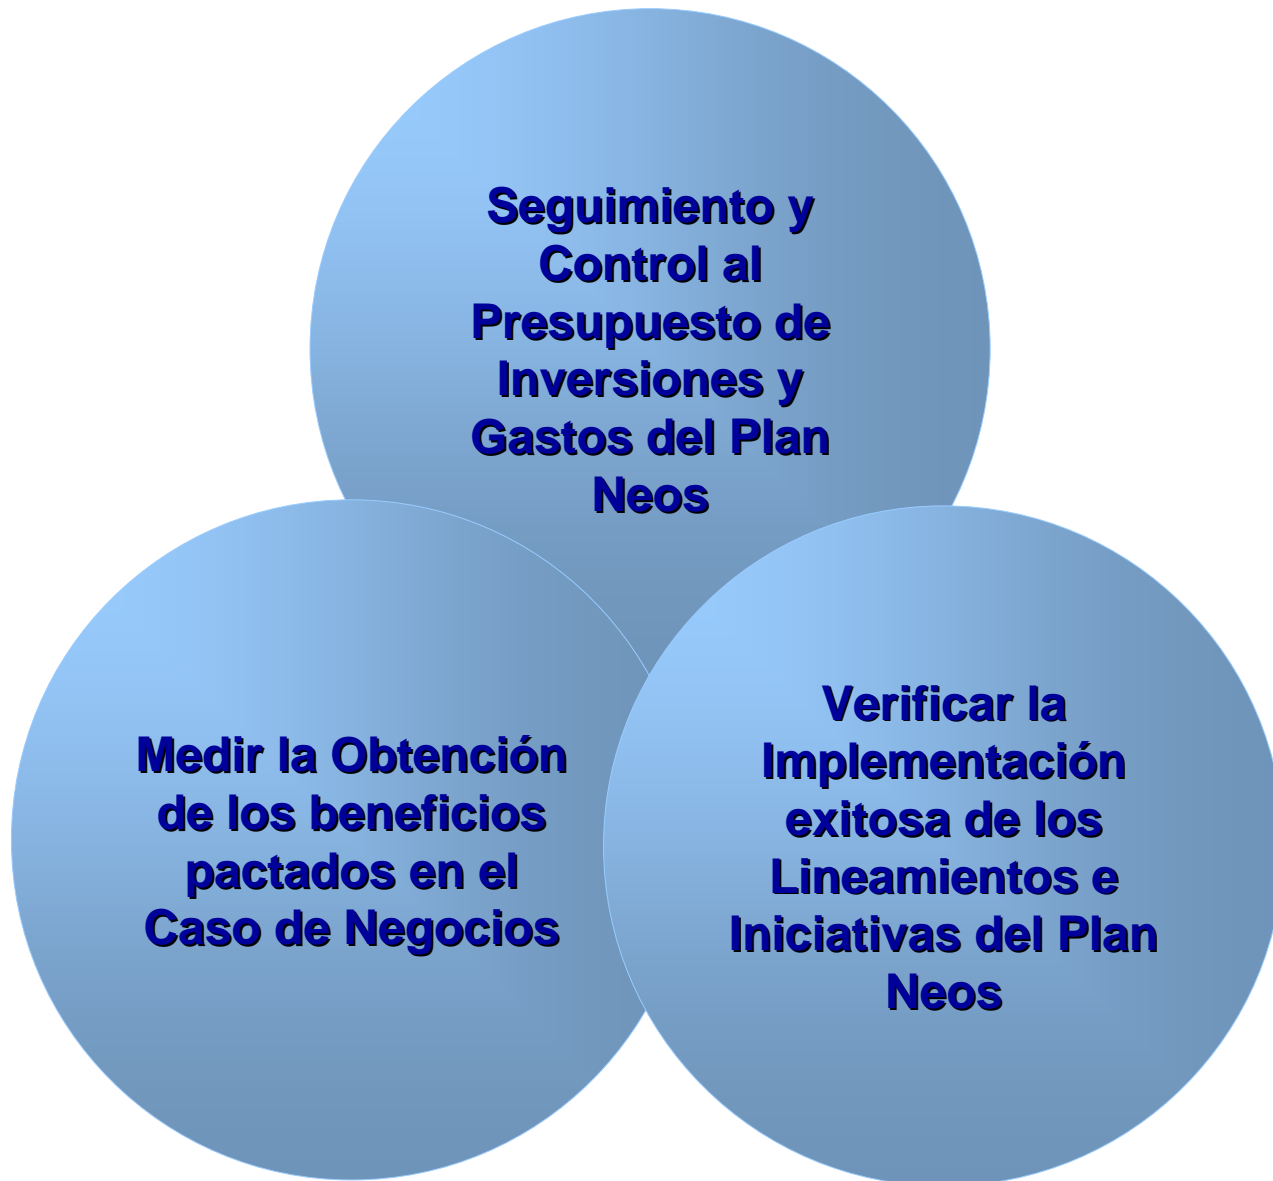 Seguimiento y
Control al
Presupuesto de
Inversiones y
Gastos del Plan
Neos
Medir la Obtención
de los beneficios
pactados en el
Caso de Negocios
Verificar la
Implementación
exitosa de los
Lineamientos e
Iniciativas del Plan
Neos